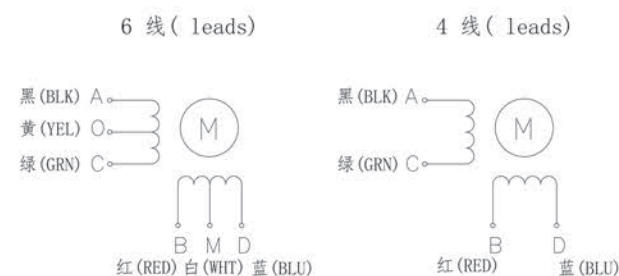 6 线( leads)
黑(BLK) A
黄(YEL) O
绿(GRN) C
M
B M D
红(RED) 白(WHT) 蓝(BLU)
4 线( leads)
黑(BLK) A
绿(GRN) C
M
B D
红(RED) 蓝(BLU)